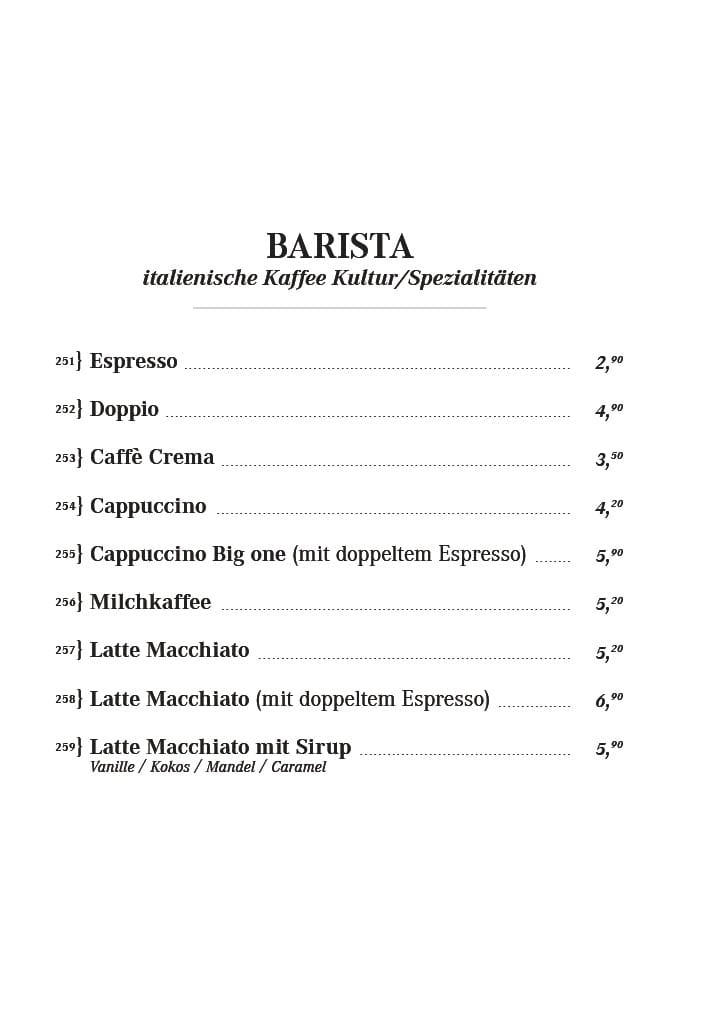 BARISTA
italienische Kaffee Kultur/Spezialitäten
251} Espresso 2,90
252} Doppio 4,90
253} Caffè Crema 3,50
254} Cappuccino 4,20
255} Cappuccino Big one (mit doppeltem Espresso) 5,90
256} Milchkaffee 5,20
257} Latte Macchiato 5,20
258} Latte Macchiato (mit doppeltem Espresso) 6,90
259} Latte Macchiato mit Sirup 5,90
Vanille / Kokos / Mandel / Caramel